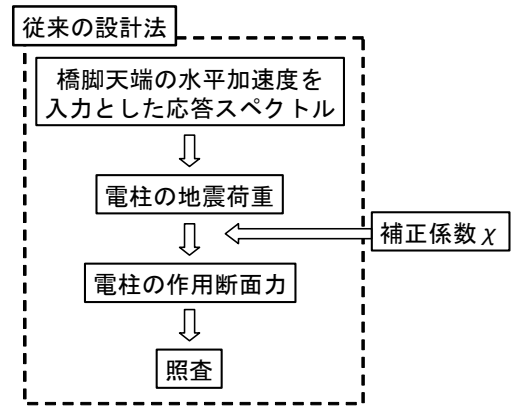 従来の設計法
橋脚天端の水平加速度を
入力とした応答スペクトル
電柱の地震荷重
補正係数χ
電柱の作用断面力
照査